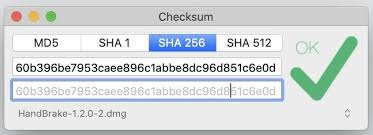 Checksum
MD5 SHA 1 SHA 256 SHA 512
OK
60b396be7953caee896c1abbe8dc96d851c6e0d
60b396be7953caee896c1abbe8dc96d851c6e0d
HandBrake-1.2.0-2.dmg